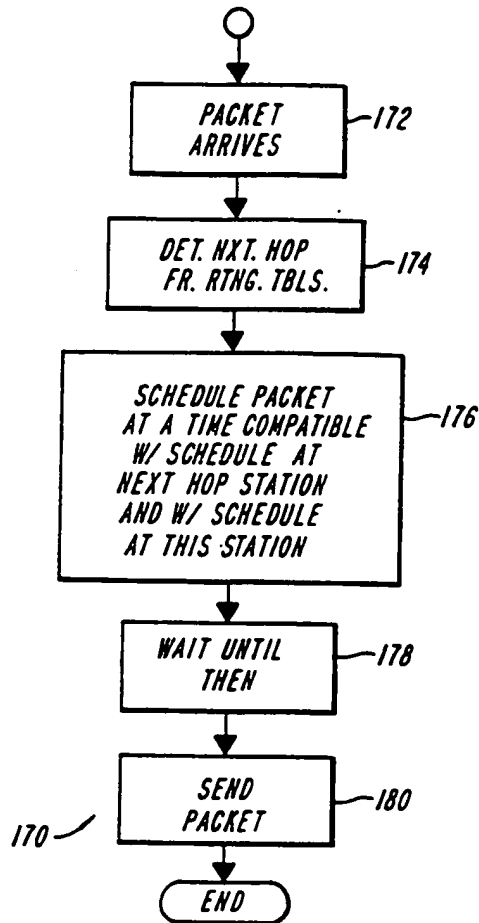 PACKET
ARRIVES
172
DET. NXT. HOP
FR. RTNG. TBLS.
174
SCHEDULE PACKET
AT A TIME COMPATIBLE
W/ SCHEDULE AT
NEXT HOP STATION
AND W/ SCHEDULE
AT THIS STATION
176
WAIT UNTIL
THEN
178
SEND
PACKET
180
170
END